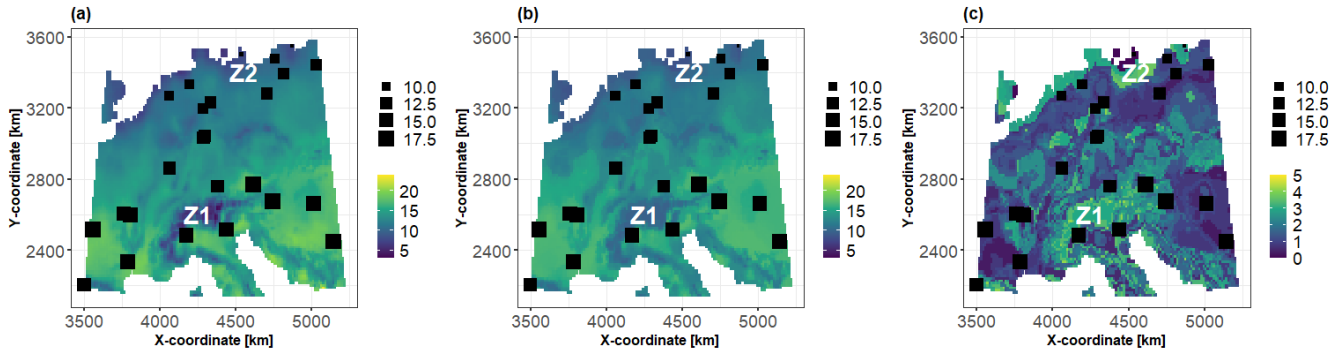 (a)
3600
3200
2800
2400
Y-coordinate [km]
Z2
Z1
3500 4000 4500 5000
X-coordinate [km]
10.0
12.5
15.0
17.5
20
15
10
5
(b)
3600
3200
2800
2400
Y-coordinate [km]
Z2
Z1
3500 4000 4500 5000
X-coordinate [km]
10.0
12.5
15.0
17.5
20
15
10
5
(c)
3600
3200
2800
2400
Y-coordinate [km]
Z2
Z1
3500 4000 4500 5000
X-coordinate [km]
10.0
12.5
15.0
17.5
5
4
3
2
1
0